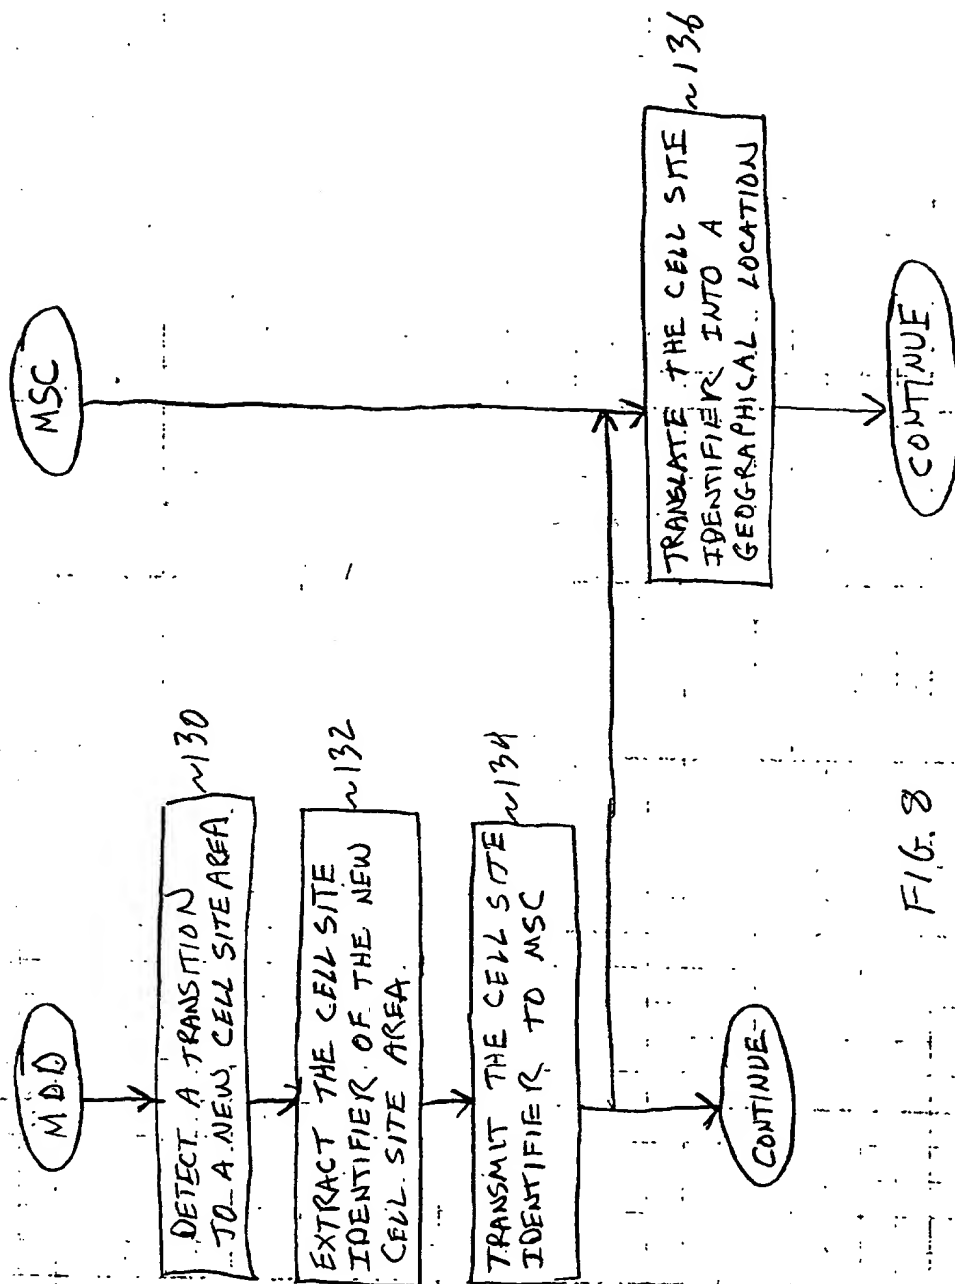 MDD
DETECT A TRANSITION
TO A NEW CELL SITE AREA.
~130
EXTRACT THE CELL SITE
IDENTIFIER OF THE NEW
CELL SITE AREA.
~132
TRANSMIT THE CELL SITE
IDENTIFIER TO MSC
~134
CONTINUE
MSC
TRANSLATE THE CELL SITE
IDENTIFIER INTO A
GEOGRAPHICAL LOCATION
~136
CONTINUE
FIG. 8